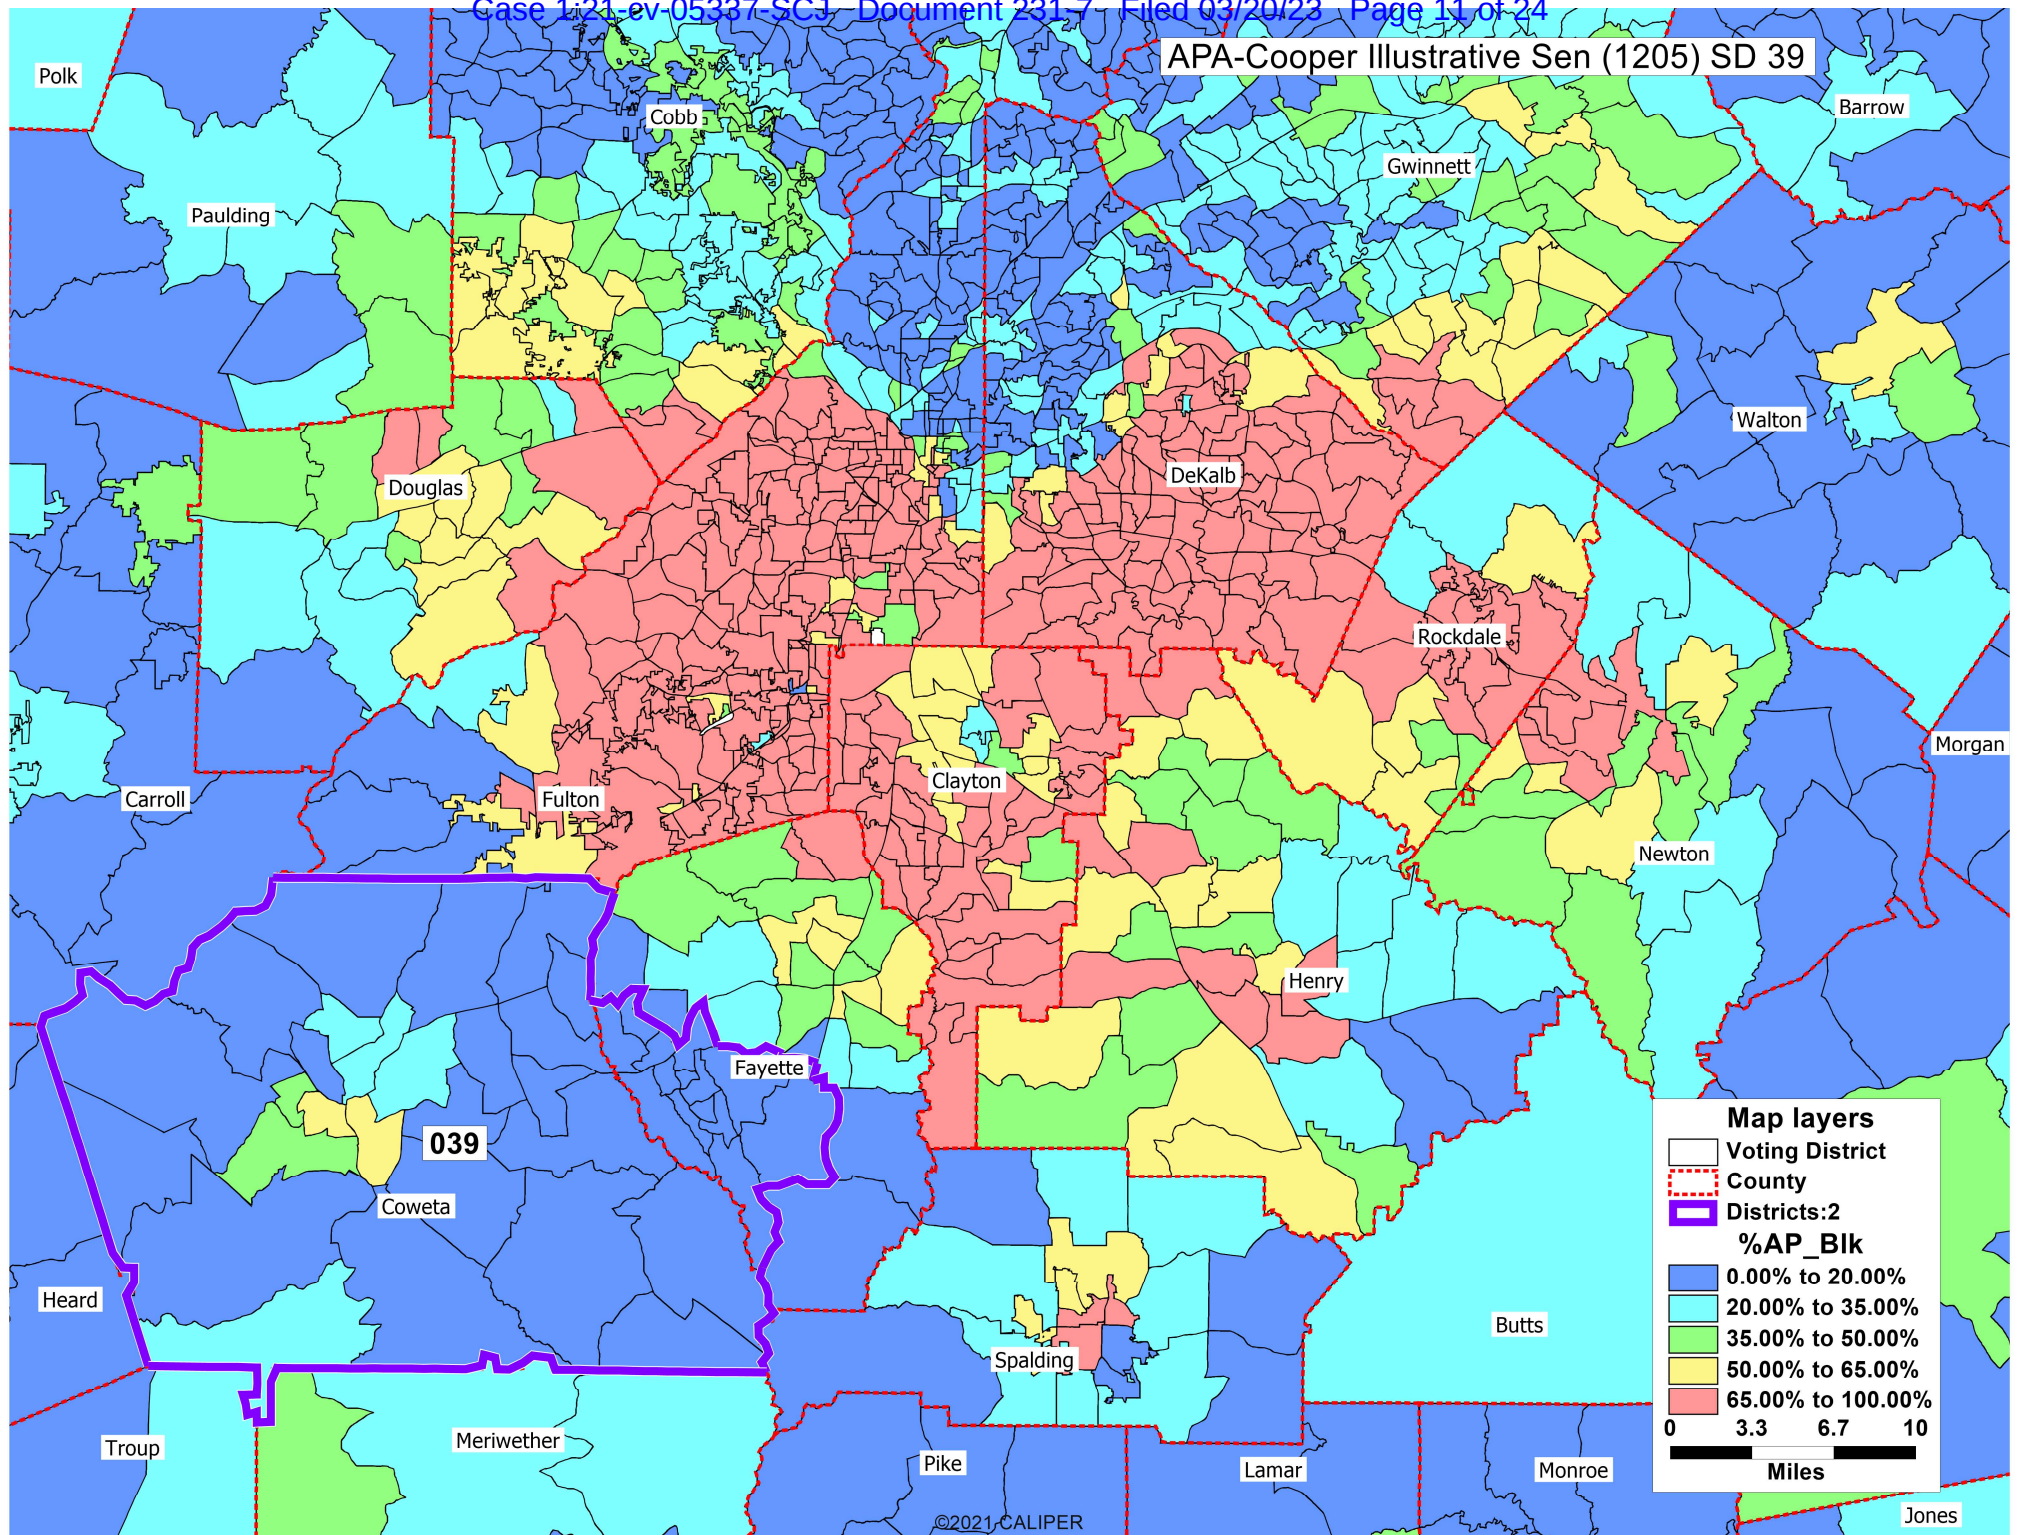 Case 1:21-cv-05337-SCJ Document 231-7 Filed 03/20/23 Page 11 of 24
APA-Cooper Illustrative Sen (1205) SD 39
Polk
Cobb
Barrow
Gwinnett
Paulding
Walton
Douglas
DeKalb
Rockdale
Morgan
Clayton
Carroll
Fulton
Newton
Henry
Fayette
039
Coweta
Heard
Butts
Spalding
Troup
Meriwether
Pike
Lamar
Monroe
Jones
Map layers
Voting District
County
Districts:2
%AP_Blk
0.00% to 20.00%
20.00% to 35.00%
35.00% to 50.00%
50.00% to 65.00%
65.00% to 100.00%
0 3.3 6.7 10
Miles
©2021 CALIPER